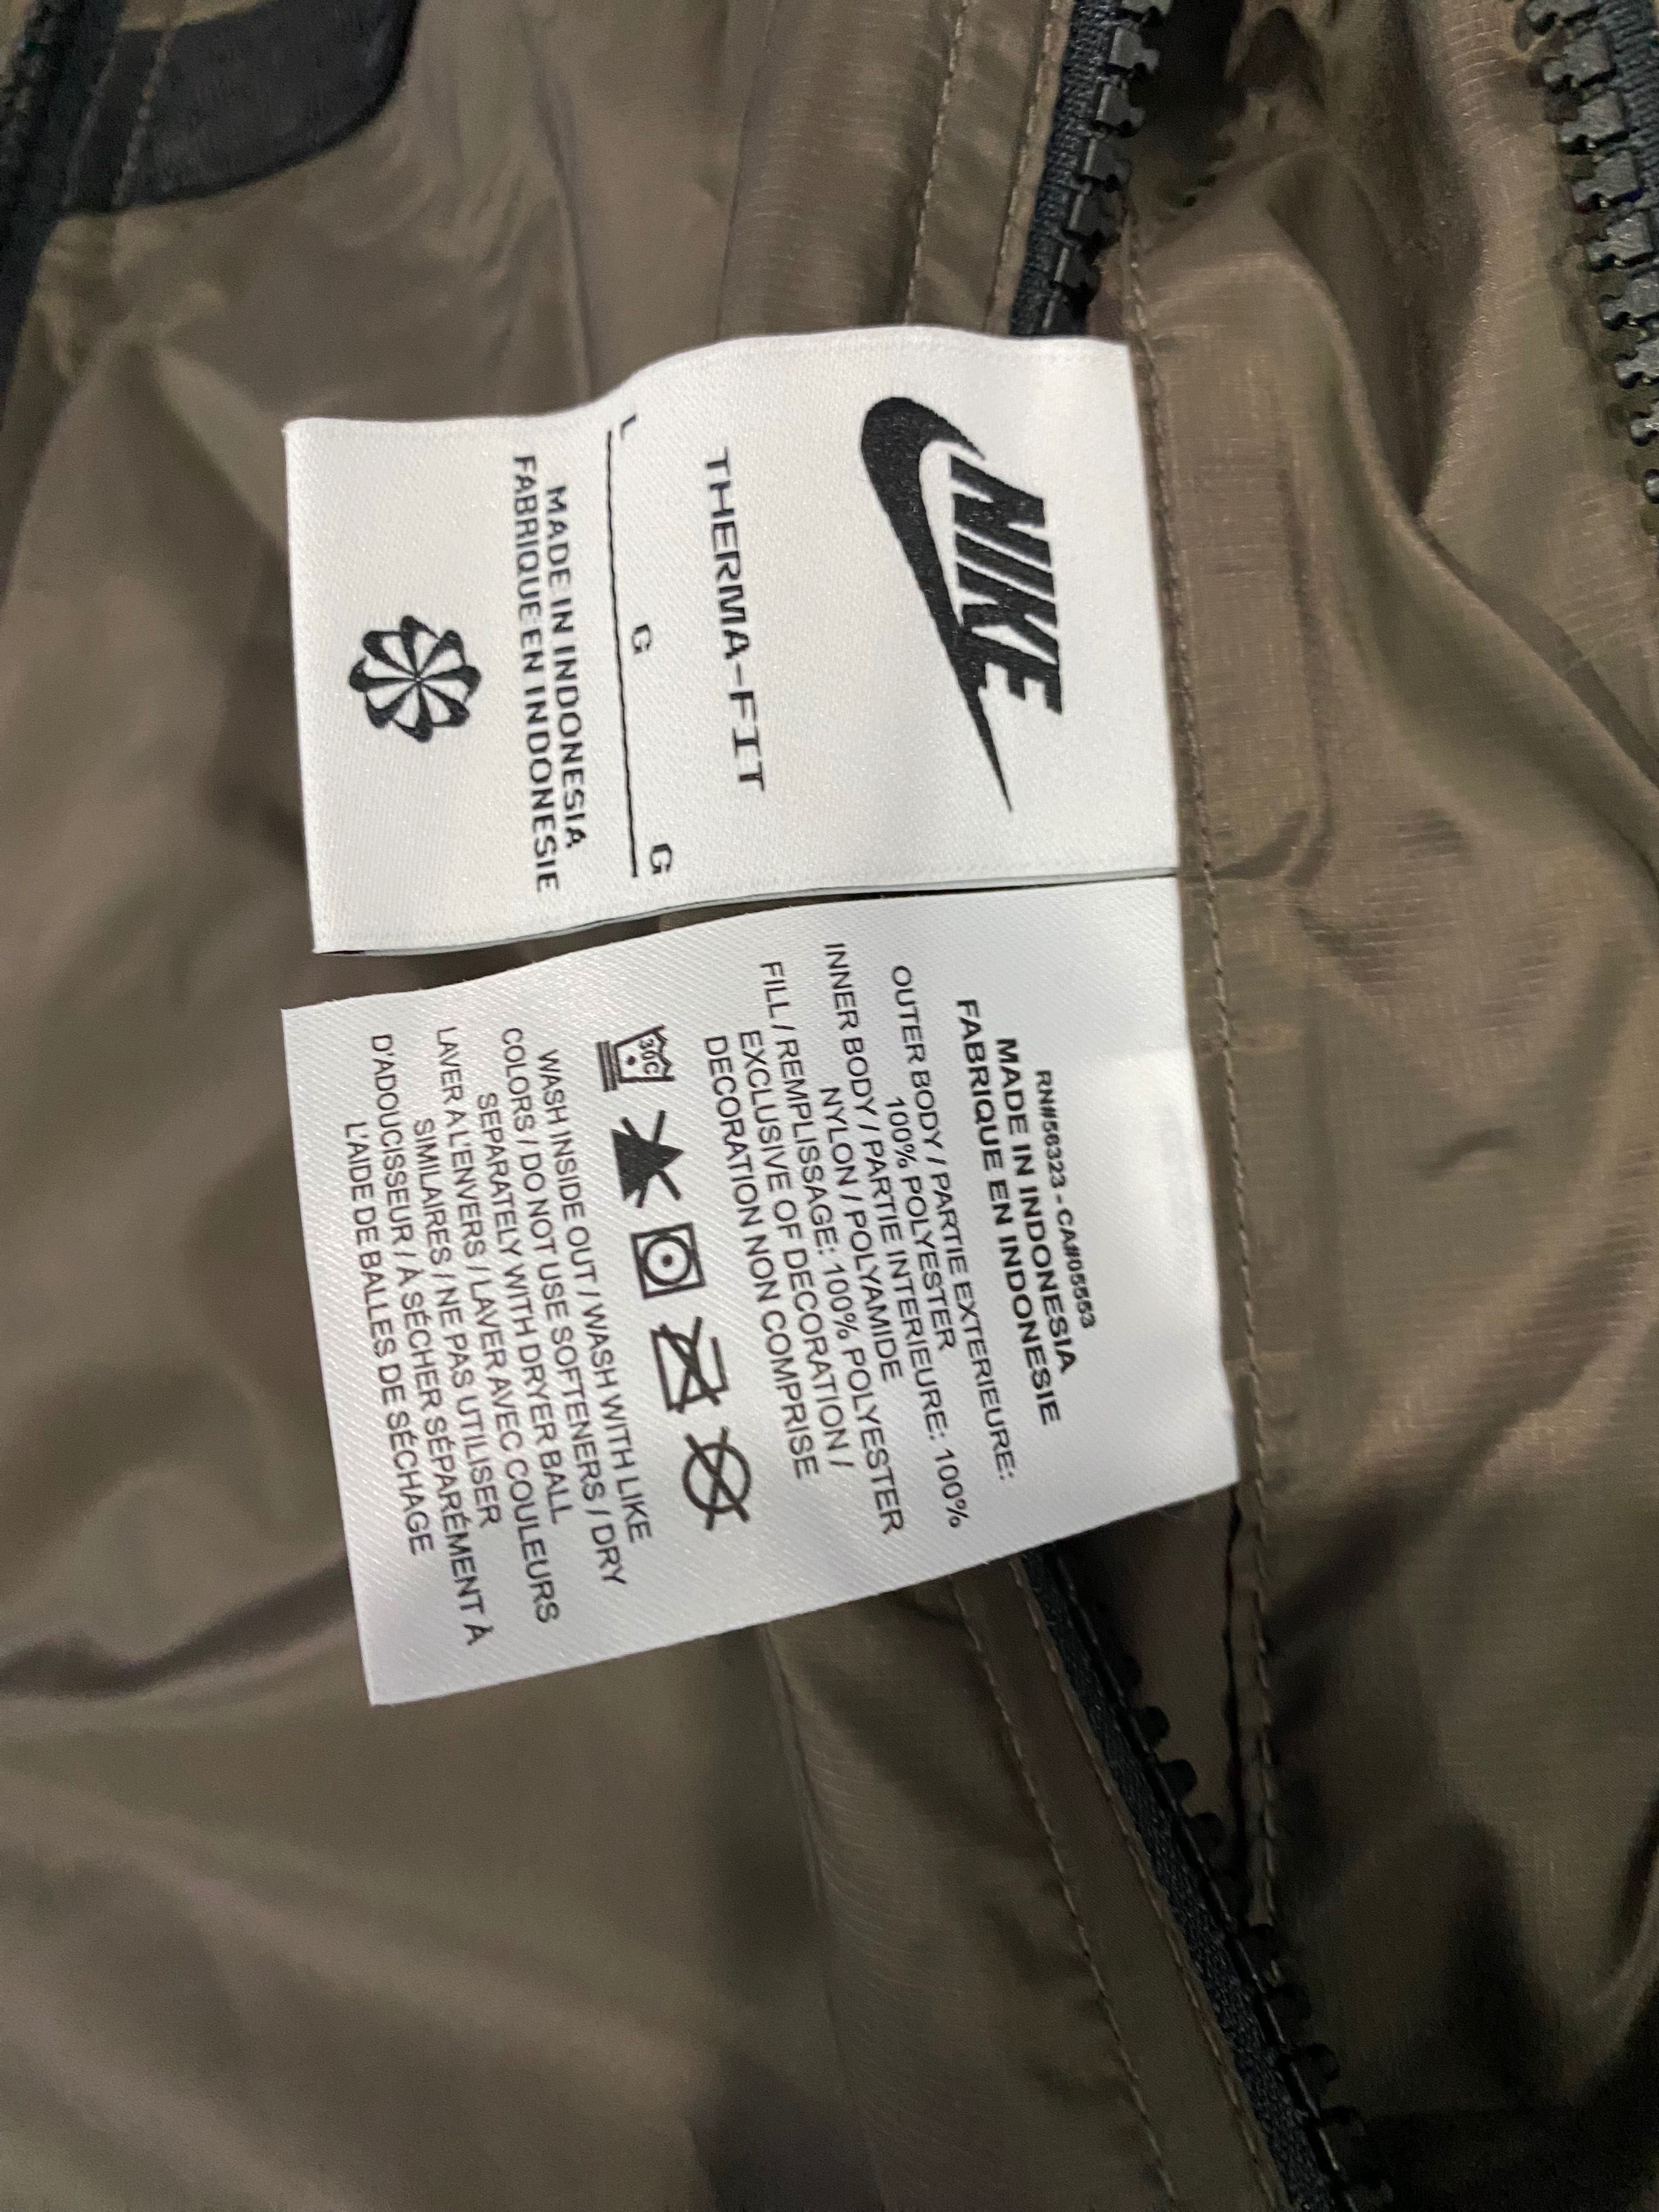 NIKE
THERMA-FIT
L G G
MADE IN INDONESIA
FABRIQUE EN INDONESIE
RN#56323 - CA#05553
MADE IN INDONESIA
FABRIQUE EN INDONESIE
OUTER BODY / PARTIE EXTERIEURE:
100% POLYESTER
INNER BODY / PARTIE INTERIEURE: 100%
NYLON / POLYAMIDE
FILL / REMPLISSAGE: 100% POLYESTER
EXCLUSIVE OF DECORATION /
DECORATION NON COMPRISE
30C
WASH INSIDE OUT / WASH WITH LIKE
COLORS / DO NOT USE SOFTENERS / DRY
SEPARATELY WITH DRYER BALL
LAVER A L'ENVERS / LAVER AVEC COULEURS
SIMILAIRES / NE PAS UTILISER
D'ADOUCISSEUR / À SÉCHER SÉPARÉMENT À
L'AIDE DE BALLES DE SÉCHAGE